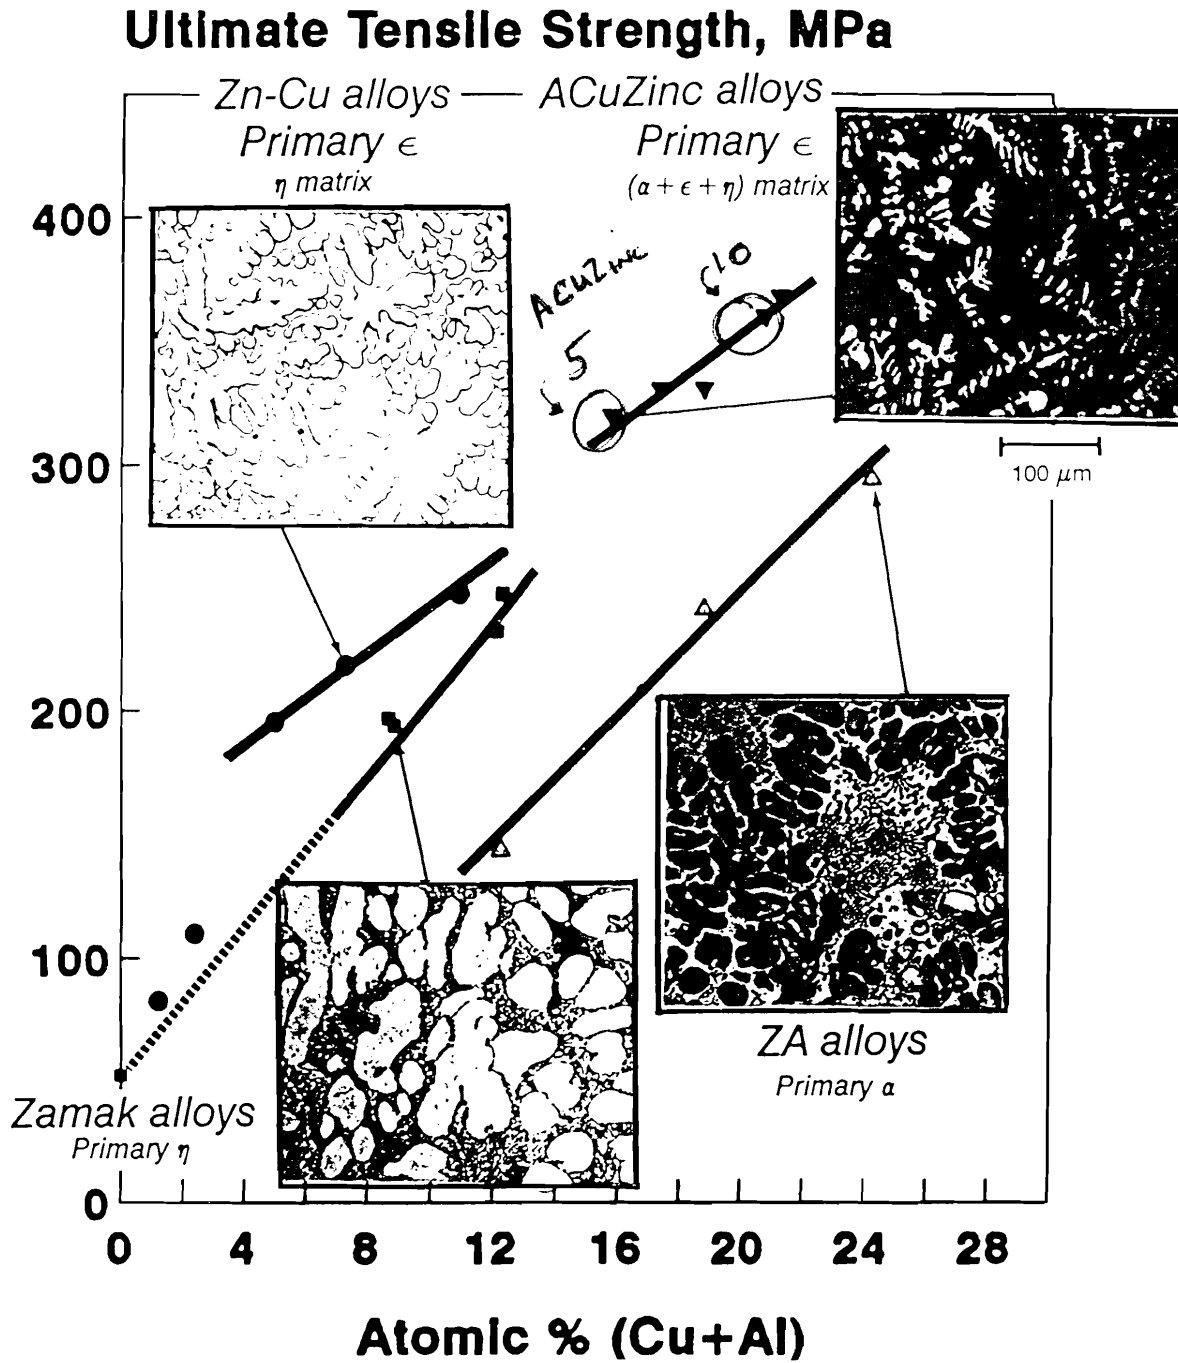 Ultimate Tensile Strength, MPa
Zn-Cu alloys
Primary ϵ
η matrix
ACuZinc alloys
Primary ϵ
(α + ϵ + η) matrix
400
ACuZinc
10
5
300
100 μm
200
100
ZA alloys
Primary α
Zamak alloys
Primary η
0
0 4 8 12 16 20 24 28
Atomic % (Cu+Al)